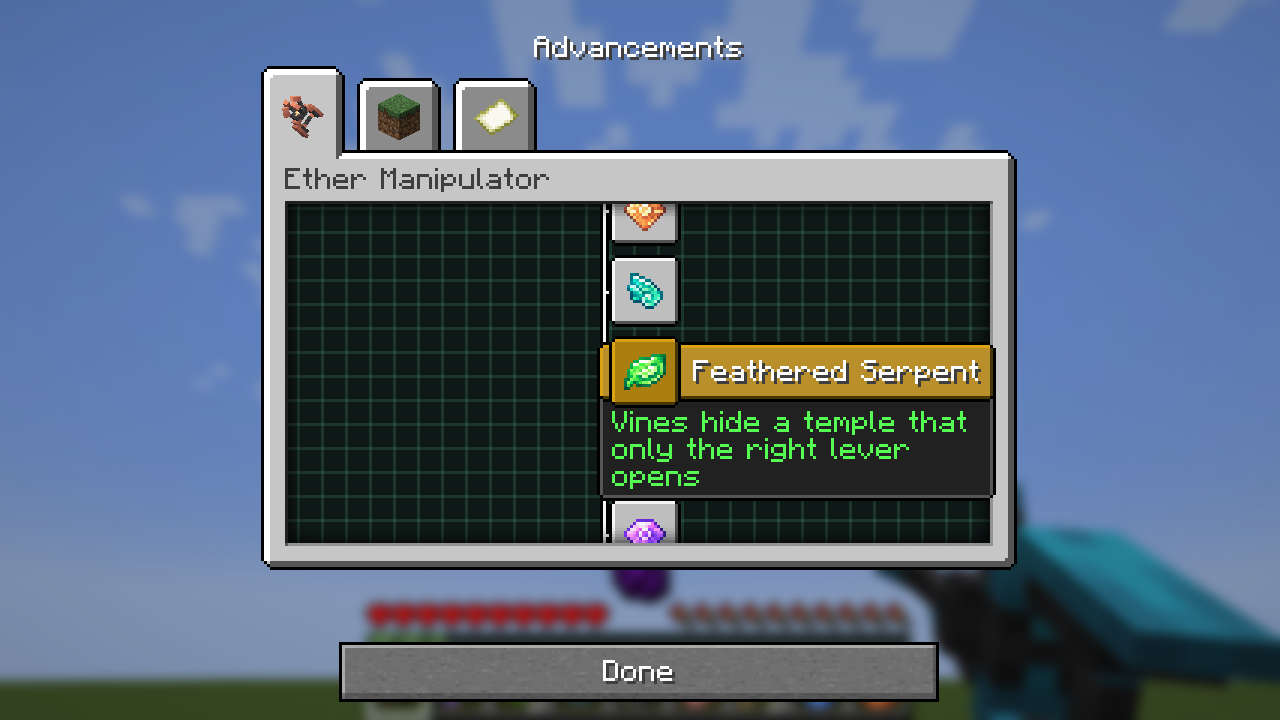 Advancements
Ether Manipulator
Feathered Serpent
Vines hide a temple that
only the right lever
opens
Done